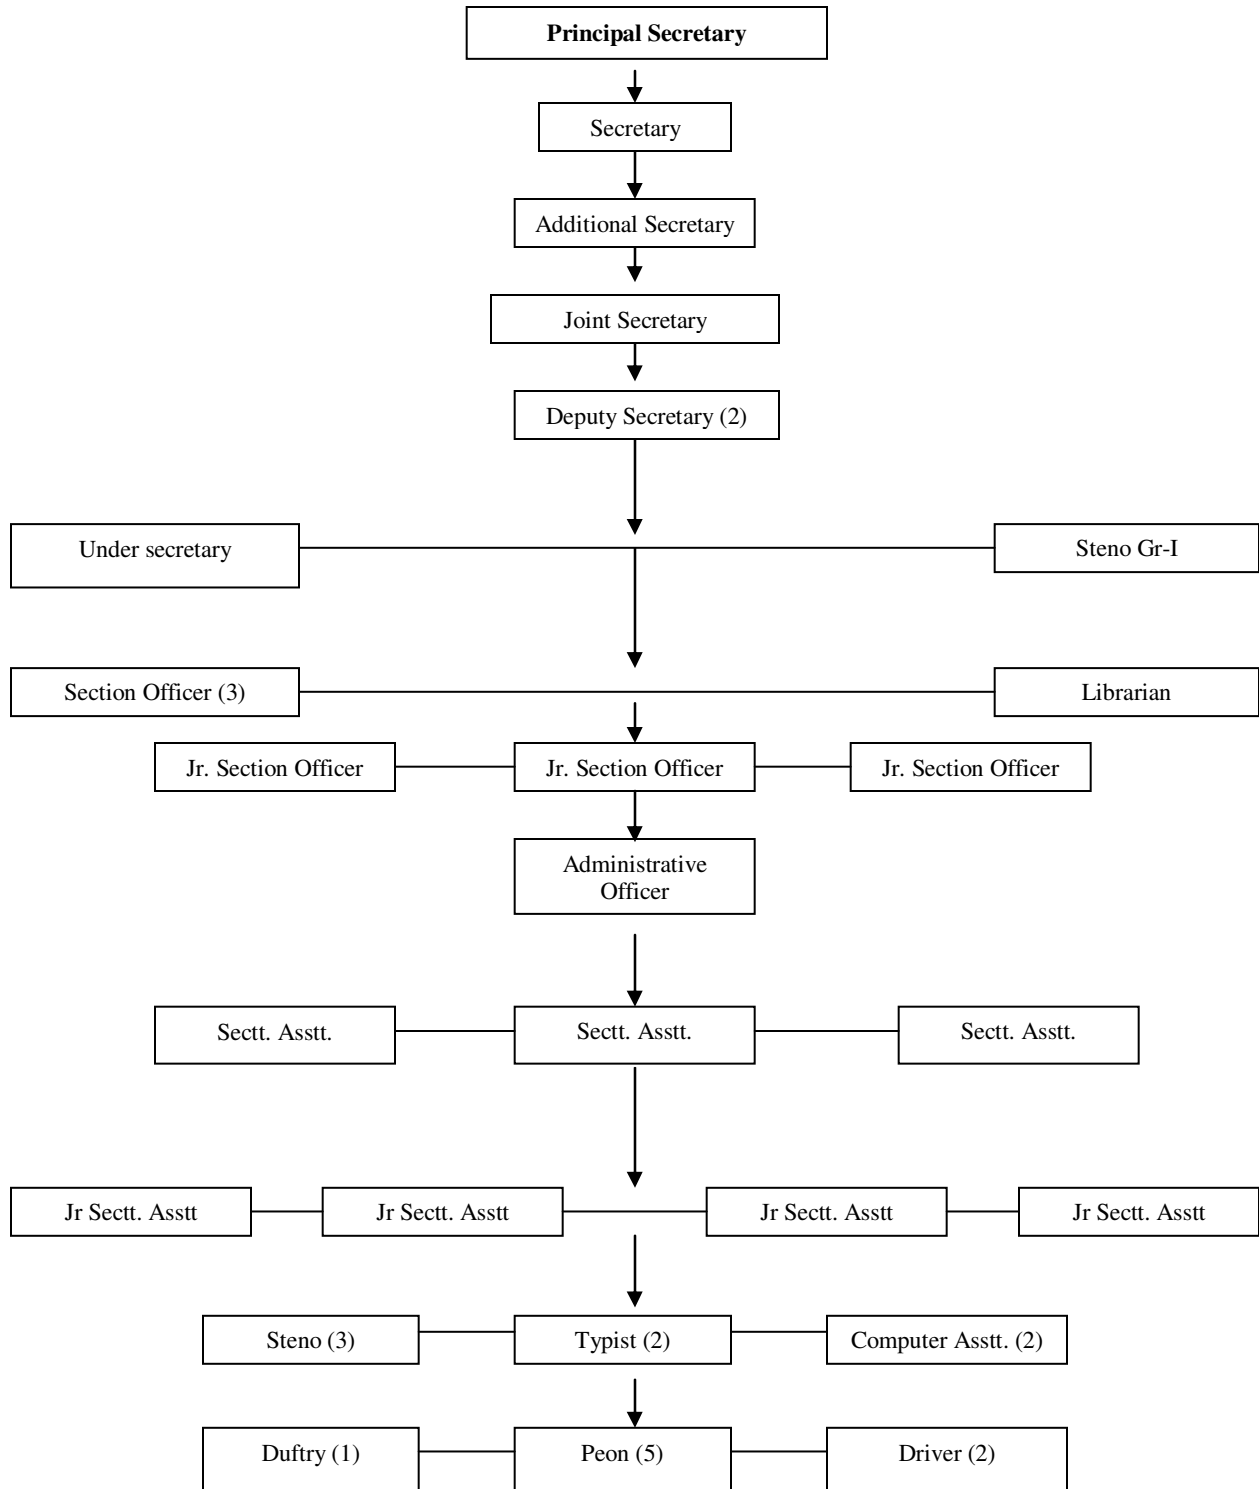 Principal Secretary
Secretary
Additional Secretary
Joint Secretary
Deputy Secretary (2)
Under secretary
Steno Gr-I
Section Officer (3)
Librarian
Jr. Section Officer
Jr. Section Officer
Jr. Section Officer
Administrative
Officer
Sectt. Asstt.
Sectt. Asstt.
Sectt. Asstt.
Jr Sectt. Asstt
Jr Sectt. Asstt
Jr Sectt. Asstt
Jr Sectt. Asstt
Steno (3)
Typist (2)
Computer Asstt. (2)
Duftry (1)
Peon (5)
Driver (2)